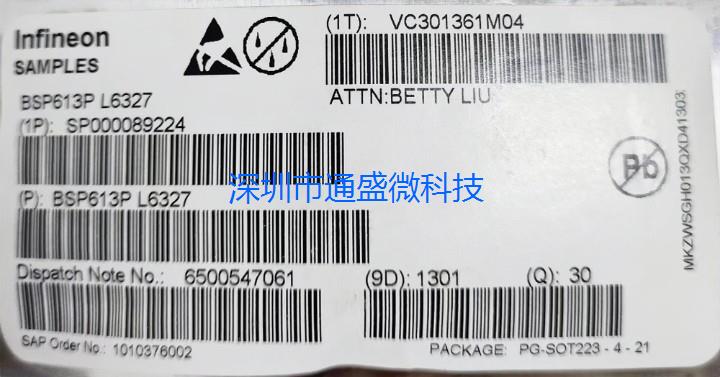 Infineon
SAMPLES
(1T): VC301361M04
ATTN:BETTY LIU
BSP613P L6327
(1P): SP000089224
Pb
深圳市通盛微科技
(P): BSP613P L6327
Dispatch Note No.: 6500547061
(9D): 1301
(Q): 30
SAP Order No.: 1010376002
PACKAGE: PG-SOT223 - 4 - 21
MKZWSGH013QXD41303